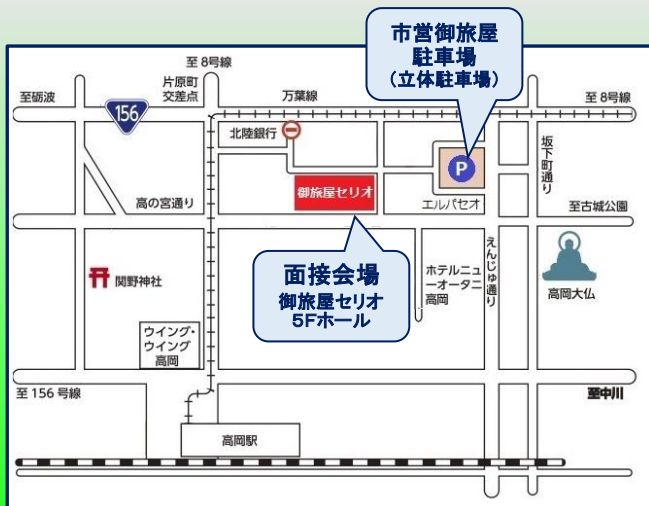 市営御旅屋
駐車場
（立体駐車場）
至 8号線
片原町
交差点
至砺波
156
万葉線
至 8号線
北陸銀行
坂下町通り
P
御旅屋セリオ
エルパセオ
高の宮通り
至古城公園
面接会場
御旅屋セリオ
5Fホール
ホテルニュ
ーオータニ
高岡
えんじゅ通り
関野神社
高岡大仏
ウイング・
ウイング
高岡
至 156 号線
至中川
高岡駅